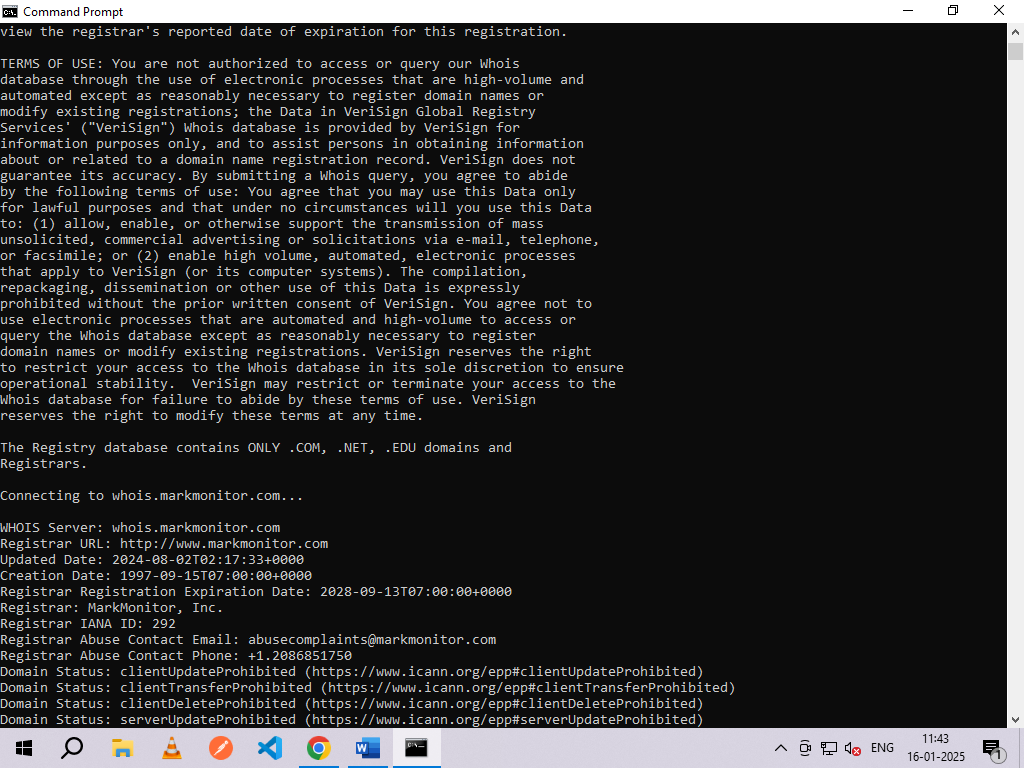 Command Prompt
view the registrar's reported date of expiration for this registration.
TERMS OF USE: You are not authorized to access or query our Whois
database through the use of electronic processes that are high-volume and
automated except as reasonably necessary to register domain names or
modify existing registrations; the Data in VeriSign Global Registry
Services' ("VeriSign") Whois database is provided by VeriSign for
information purposes only, and to assist persons in obtaining information
about or related to a domain name registration record. VeriSign does not
guarantee its accuracy. By submitting a Whois query, you agree to abide
by the following terms of use: You agree that you may use this Data only
for lawful purposes and that under no circumstances will you use this Data
to: (1) allow, enable, or otherwise support the transmission of mass
unsolicited, commercial advertising or solicitations via e-mail, telephone,
or facsimile; or (2) enable high volume, automated, electronic processes
that apply to VeriSign (or its computer systems). The compilation,
repackaging, dissemination or other use of this Data is expressly
prohibited without the prior written consent of VeriSign. You agree not to
use electronic processes that are automated and high-volume to access or
query the Whois database except as reasonably necessary to register
domain names or modify existing registrations. VeriSign reserves the right
to restrict your access to the Whois database in its sole discretion to ensure
operational stability.  VeriSign may restrict or terminate your access to the
Whois database for failure to abide by these terms of use. VeriSign
reserves the right to modify these terms at any time.
The Registry database contains ONLY .COM, .NET, .EDU domains and
Registrars.
Connecting to whois.markmonitor.com...
WHOIS Server: whois.markmonitor.com
Registrar URL: http://www.markmonitor.com
Updated Date: 2024-08-02T02:17:33+0000
Creation Date: 1997-09-15T07:00:00+0000
Registrar Registration Expiration Date: 2028-09-13T07:00:00+0000
Registrar: MarkMonitor, Inc.
Registrar IANA ID: 292
Registrar Abuse Contact Email: abusecomplaints@markmonitor.com
Registrar Abuse Contact Phone: +1.2086851750
Domain Status: clientUpdateProhibited (https://www.icann.org/epp#clientUpdateProhibited)
Domain Status: clientTransferProhibited (https://www.icann.org/epp#clientTransferProhibited)
Domain Status: clientDeleteProhibited (https://www.icann.org/epp#clientDeleteProhibited)
Domain Status: serverUpdateProhibited (https://www.icann.org/epp#serverUpdateProhibited)
ENG
11:43
16-01-2025
1